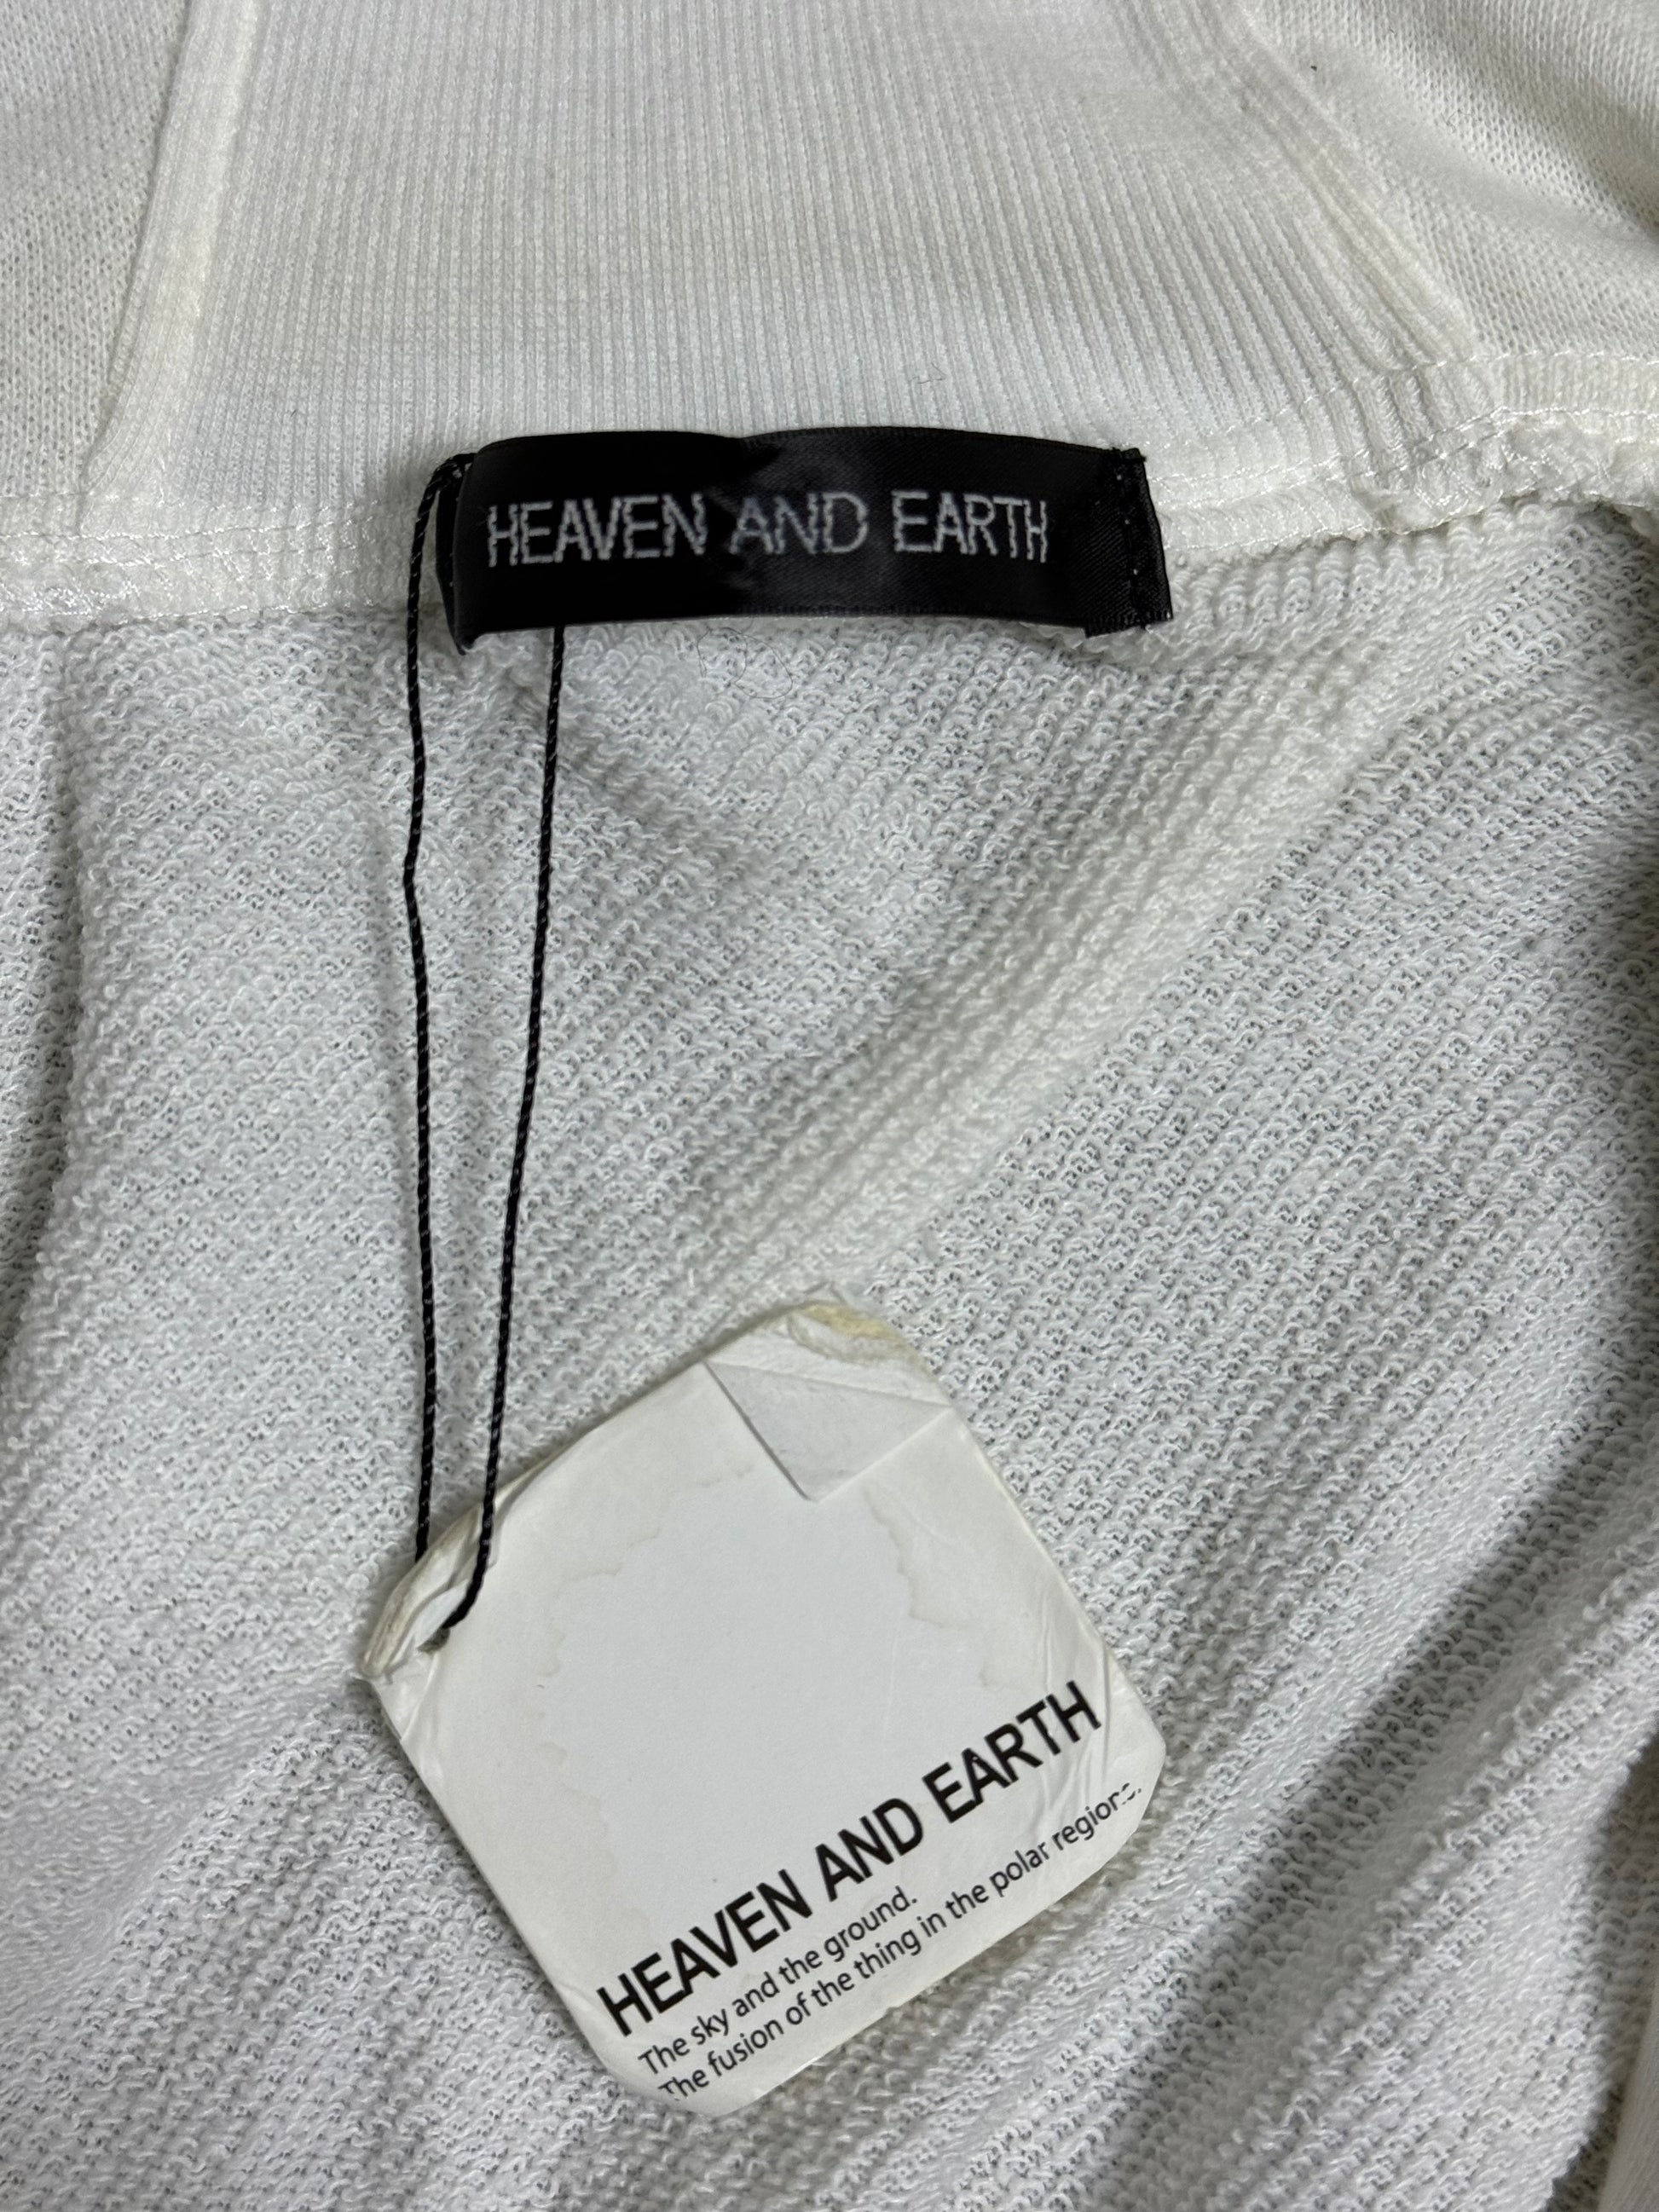 HEAVEN AND EARTH
HEAVEN AND EARTH
The sky and the ground.
The fusion of the thing in the polar regions.